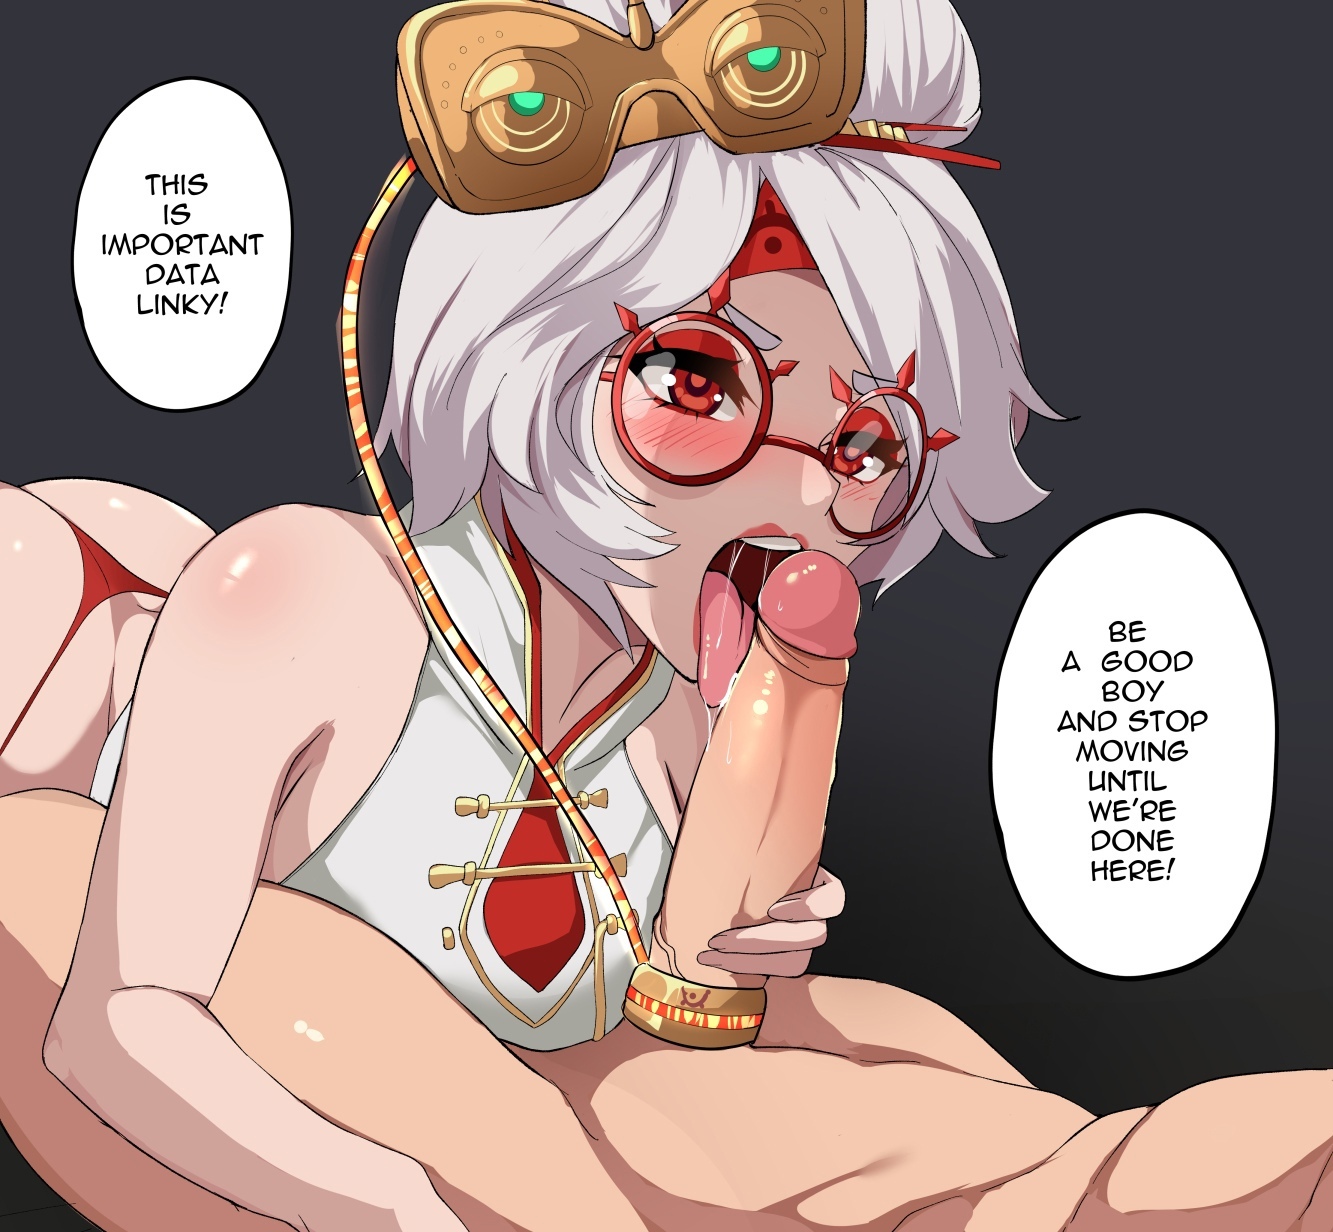 THIS
IS
IMPORTANT
DATA
LINKY!
BE
A GOOD
BOY
AND STOP
MOVING
UNTIL
WE'RE
DONE
HERE!